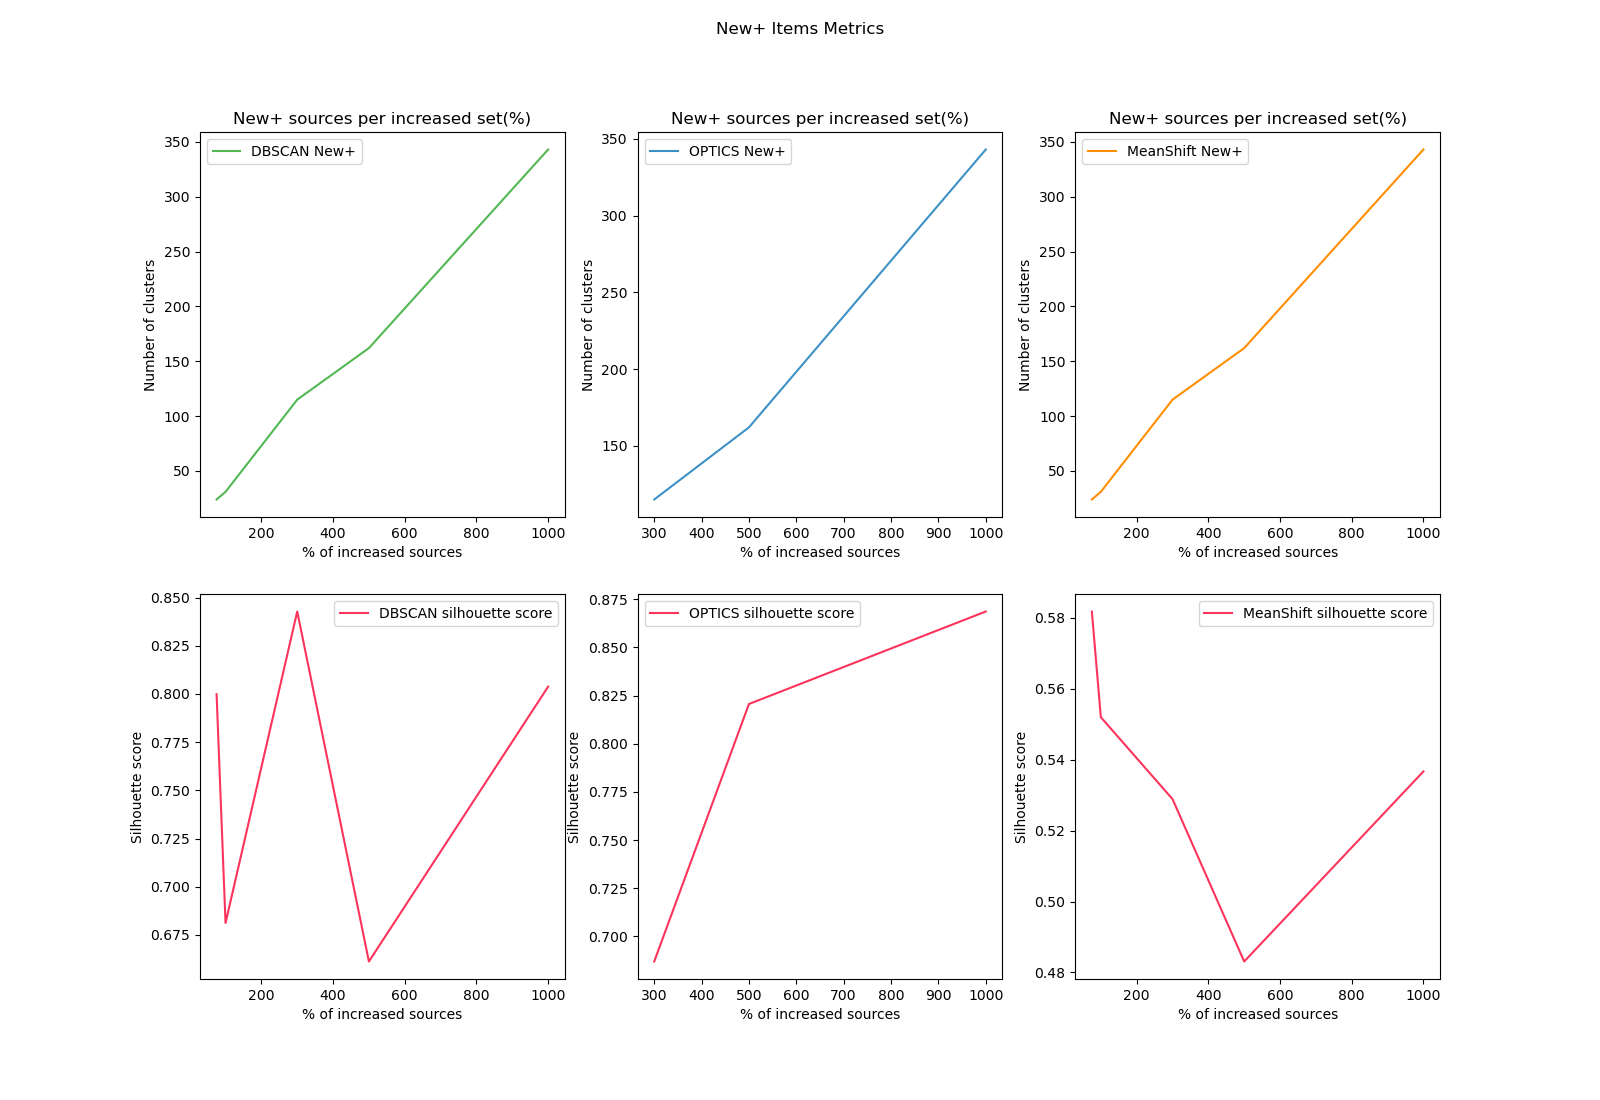 New+ Items Metrics
New+ sources per increased set(%)
350
300
250
200
150
100
50
Number of clusters
DBSCAN New+
200 400 600 800 1000
% of increased sources
New+ sources per increased set(%)
350
300
250
200
150
Number of clusters
OPTICS New+
300 400 500 600 700 800 900 1000
% of increased sources
New+ sources per increased set(%)
350
300
250
200
150
100
50
Number of clusters
MeanShift New+
200 400 600 800 1000
% of increased sources
0.850
0.825
0.800
0.775
0.750
0.725
0.700
0.675
Silhouette score
DBSCAN silhouette score
200 400 600 800 1000
% of increased sources
0.875
0.850
0.825
0.800
0.775
0.750
0.725
0.700
Silhouette score
OPTICS silhouette score
300 400 500 600 700 800 900 1000
% of increased sources
0.58
0.56
0.54
0.52
0.50
0.48
Silhouette score
MeanShift silhouette score
200 400 600 800 1000
% of increased sources